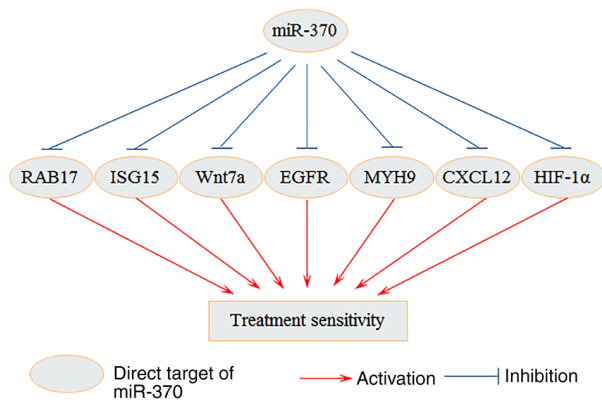 miR-370
RAB17 ISG15 Wnt7a EGFR MYH9 CXCL12 HIF-1α
Treatment sensitivity
Direct target of
miR-370
Activation
Inhibition